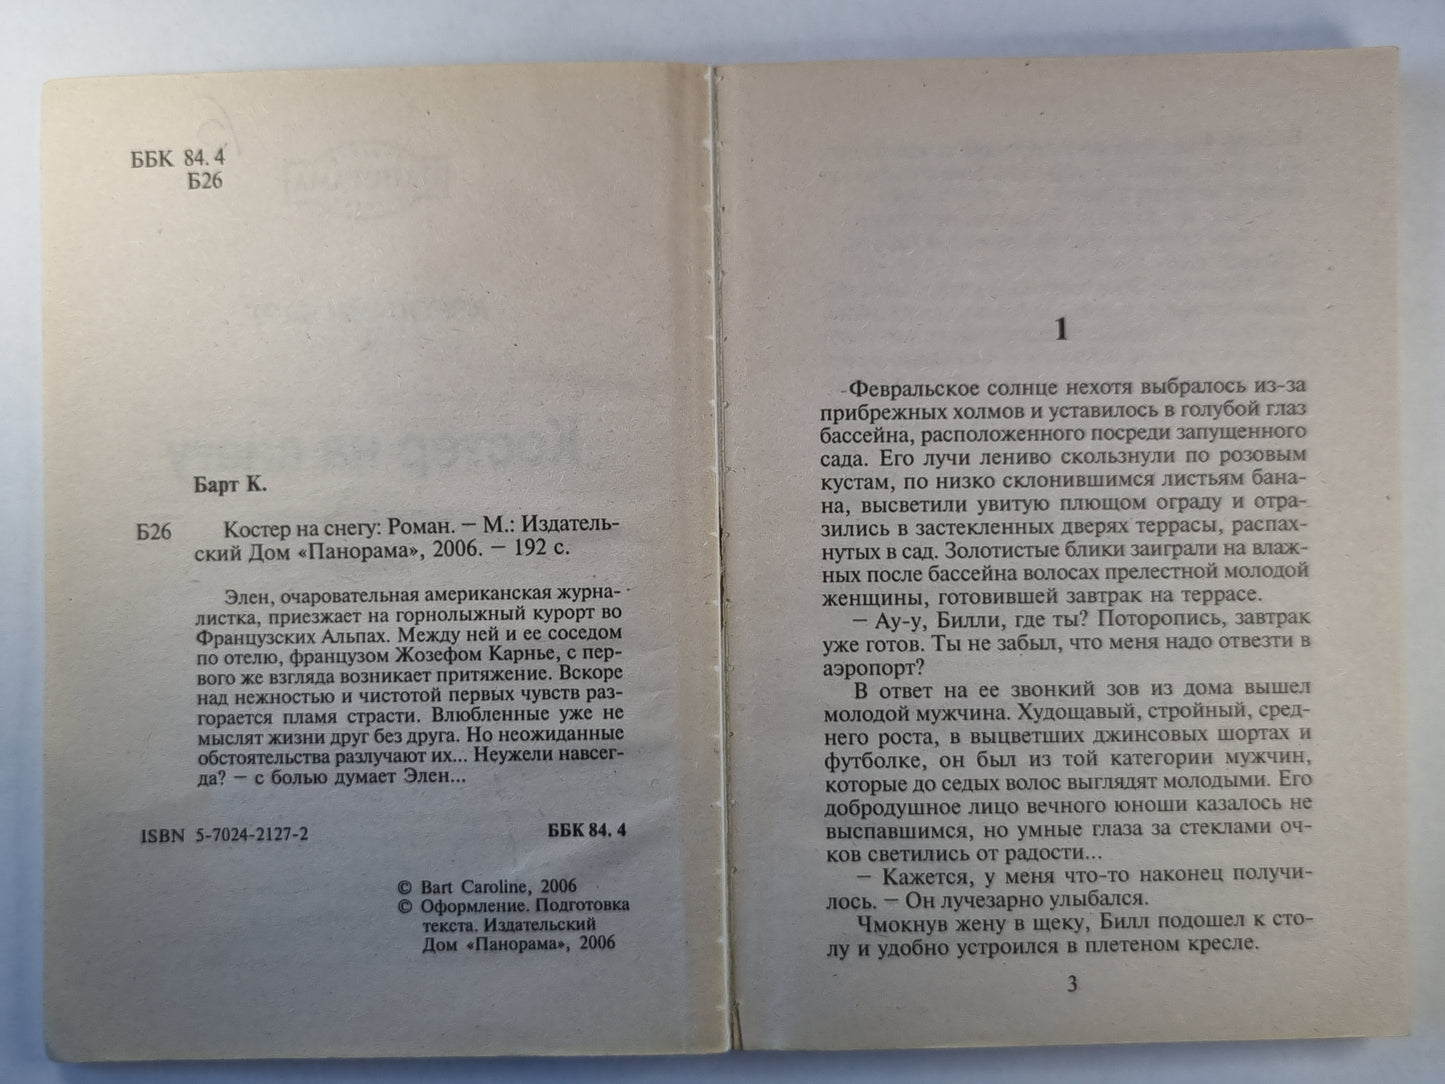 ББК 84.4
Б26
Барт К.
Б26 Костер на снегу: Роман. — М.: Издатель-
ский Дом «Панорама», 2006. — 192 с.
Элен, очаровательная американская журна-
листка, приезжает на горнолыжный курорт во
Французских Альпах. Между ней и ее соседом
по отелю, французом Жозефом Карнье, с пер-
вого же взгляда возникает притяжение. Вскоре
над нежностью и чистотой первых чувств раз-
горается пламя страсти. Влюбленные уже не
мыслят жизни друг без друга. Но неожиданные
обстоятельства разлучают их... Неужели навсег-
да? — с болью думает Элен...
ISBN 5-7024-2127-2 ББК 84.4
© Bart Caroline, 2006
© Оформление. Подготовка
текста. Издательский
Дом «Панорама», 2006
1
Февральское солнце нехотя выбралось из-за
прибрежных холмов и уставилось в голубой глаз
бассейна, расположенного посреди запущенного
сада. Его лучи лениво скользнули по розовым
кустам, по низко склонившимся листьям бана-
на, высветили увитую плющом ограду и отра-
зились в застекленных дверях террасы, распах-
нутых в сад. Золотистые блики заиграли на влаж-
ных после бассейна волосах прелестной молодой
женщины, готовившей завтрак на террасе.
— Ау-у, Билли, где ты? Поторопись, завтрак
уже готов. Ты не забыл, что меня надо отвезти в
аэропорт?
В ответ на ее звонкий зов из дома вышел
молодой мужчина. Худощавый, стройный, сред-
него роста, в выцветших джинсовых шортах и
футболке, он был из той категории мужчин,
которые до седых волос выглядят молодыми. Его
добродушное лицо вечного юноши казалось не
выспавшимся, но умные глаза за стеклами оч-
ков светились от радости...
— Кажется, у меня что-то наконец получи-
лось. — Он лучезарно улыбался.
Чмокнув жену в щеку, Билл подошел к сто-
лу и удобно устроился в плетеном кресле.
3